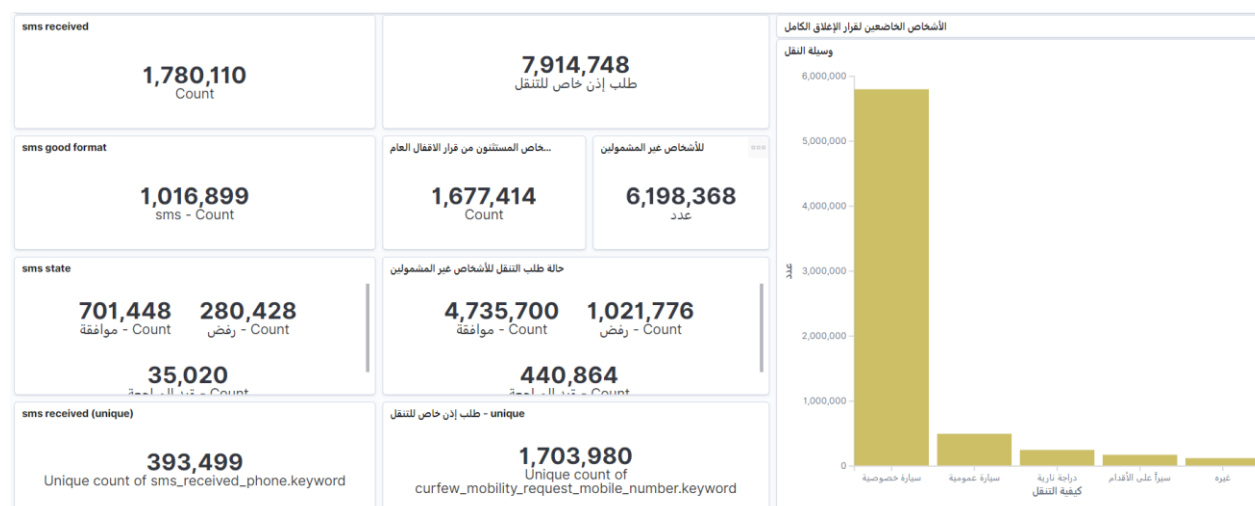 sms received
1,780,110
Count
7,914,748
طلب إذن خاص للتنقل
sms good format
1,016,899
sms - Count
...خاص المستثنون من قرار الاقفال العام
1,677,414
Count
للأشخاص غير المشمولين
6,198,368
عدد
sms state
701,448
موافقة - Count
280,428
رفض - Count
35,020
قيد المراجعة - Count
حالة طلب التنقل للأشخاص غير المشمولين
4,735,700
موافقة - Count
1,021,776
رفض - Count
440,864
قيد المراجعة - Count
sms received (unique)
393,499
Unique count of sms_received_phone.keyword
طلب إذن خاص للتنقل - unique
1,703,980
Unique count of
curfew_mobility_request_mobile_number.keyword
الأشخاص الخاضعين لقرار الإغلاق الكامل
وسيلة النقل
6,000,000
5,000,000
4,000,000
3,000,000
2,000,000
1,000,000
0
عدد
سيارة خصوصية
سيارة عمومية
دراجة نارية
سيراً على الأقدام
غيره
كيفية التنقل